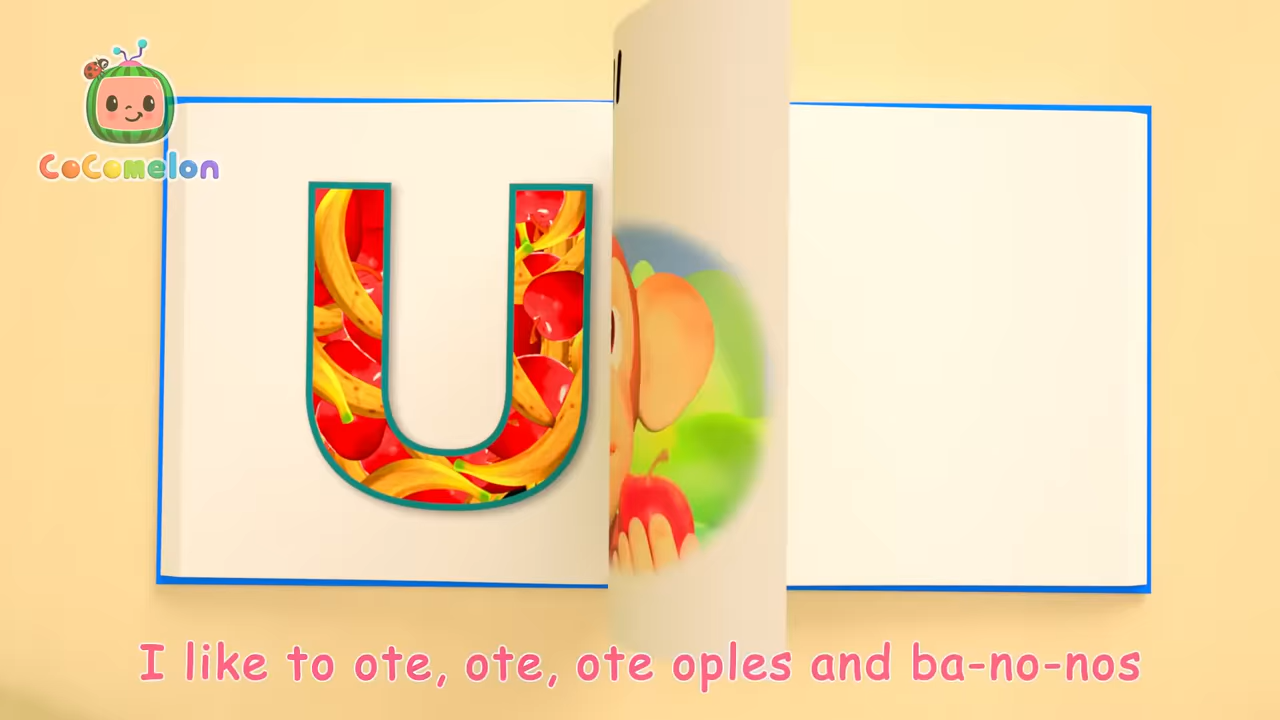 CoComelon
U
I like to ote, ote, ote oples and ba-no-nos